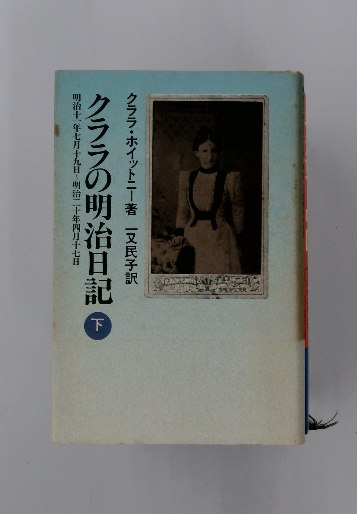 クララ・ホイットニー著 一又民子訳
クララの明治日記 下
明治十一年七月十九日-明治二十年四月十七日